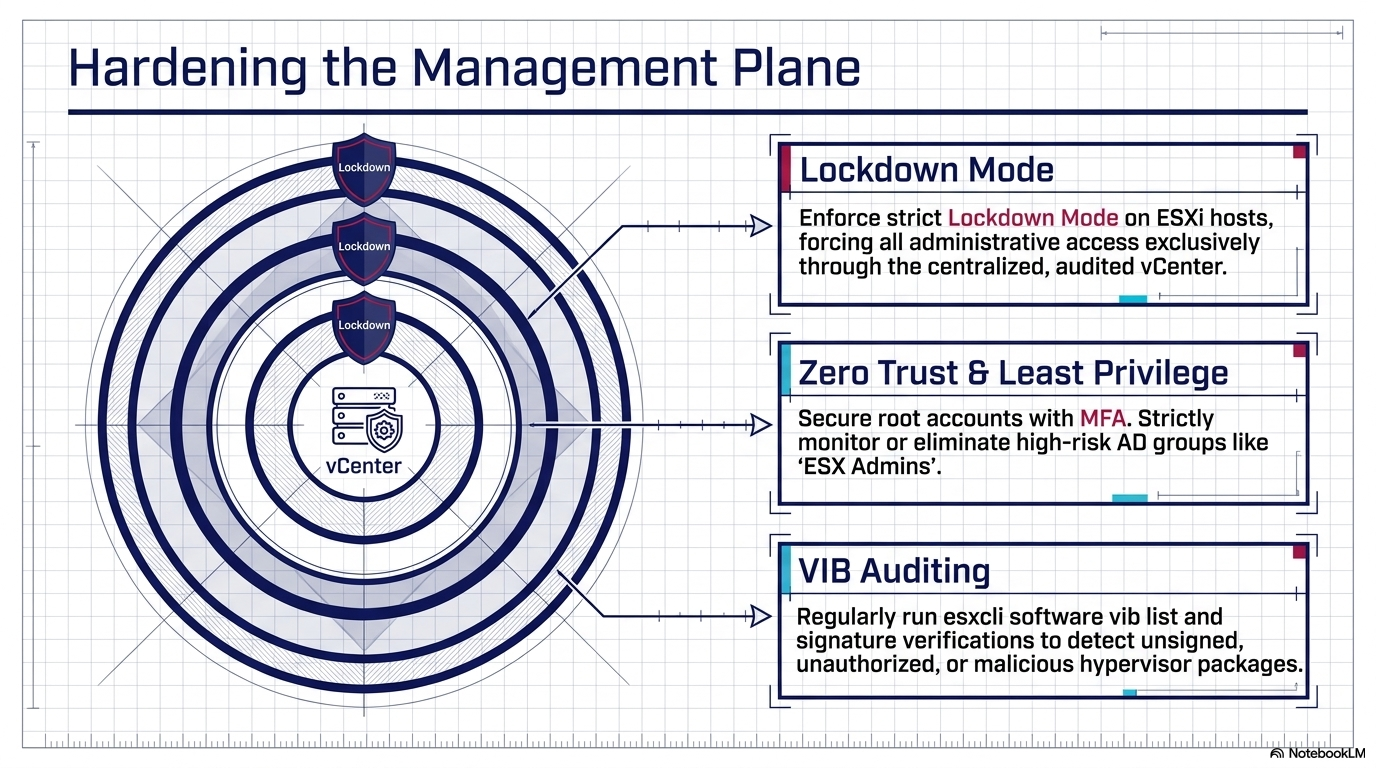 Hardening the Management Plane
Lockdown
Lockdown
Lockdown
vCenter
Lockdown Mode
Enforce strict Lockdown Mode on ESXi hosts,
forcing all administrative access exclusively
through the centralized, audited vCenter.
Zero Trust & Least Privilege
Secure root accounts with MFA. Strictly
monitor or eliminate high-risk AD groups like
‘ESX Admins’.
VIB Auditing
Regularly run esxcli software vib list and
signature verifications to detect unsigned,
unauthorized, or malicious hypervisor packages.
NotebookLM